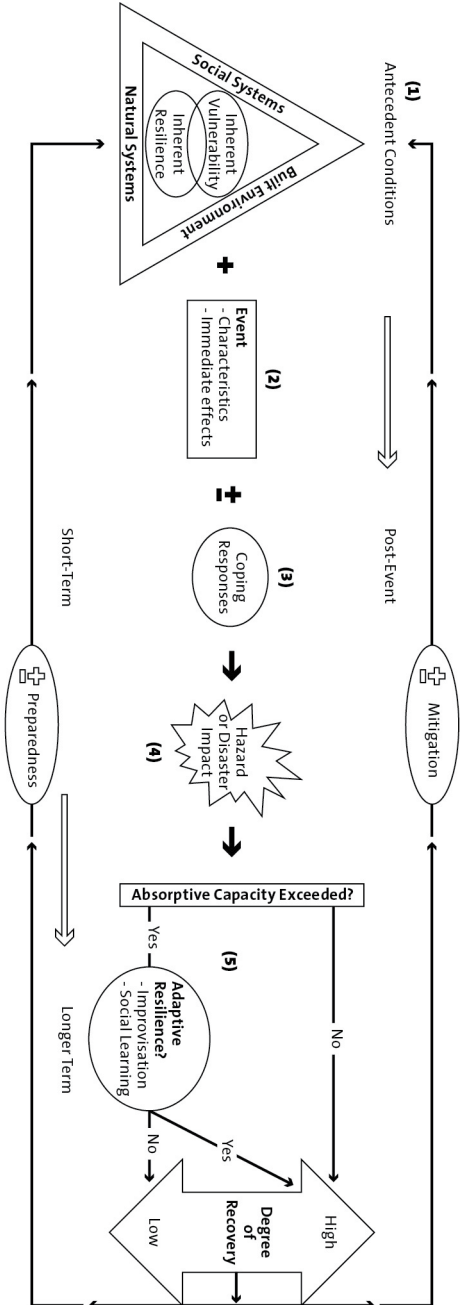 (1)
Antecedent Conditions
Post-Event
Mitigation
Social Systems
Built Environment
Natural Systems
Inherent
Vulnerability
Inherent
Resilience
+
(2)
Event
- Characteristics
- Immediate effects
±
(3)
Coping
Responses
Hazard
or Disaster
Impact
(4)
Absorptive Capacity Exceeded?
No
Yes
(5)
Adaptive
Resilience?
- Improvisation
- Social Learning
Yes
No
High
Degree
of
Recovery
Low
Short-Term
± Preparedness
Longer Term
±